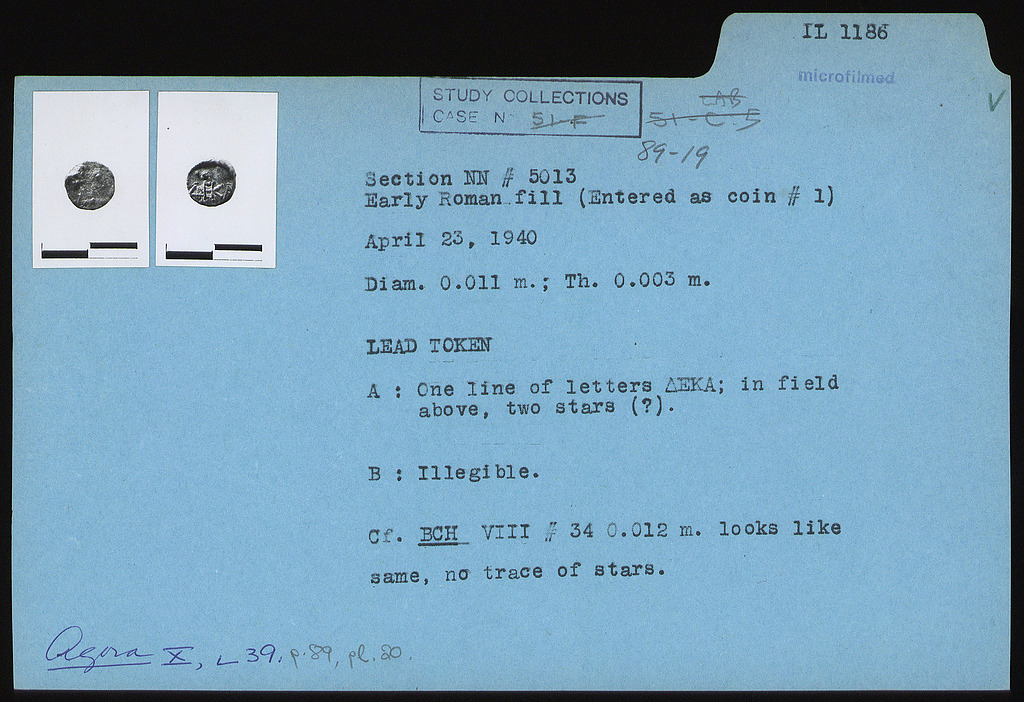 IL 1186
microfilmed
STUDY COLLECTIONS
CASE Nº 51-F
CAB
51-C-5
89-19
Section NN # 5013
Early Roman fill (Entered as coin # 1)
April 23, 1940
Diam. 0.011 m.; Th. 0.003 m.
LEAD TOKEN
A : One line of letters ΔEKA; in field
above, two stars (?).
B : Illegible.
Cf. BCH VIII # 34 0.012 m. looks like
same, no trace of stars.
Agora X, L 39. p. 89, pl. 20.